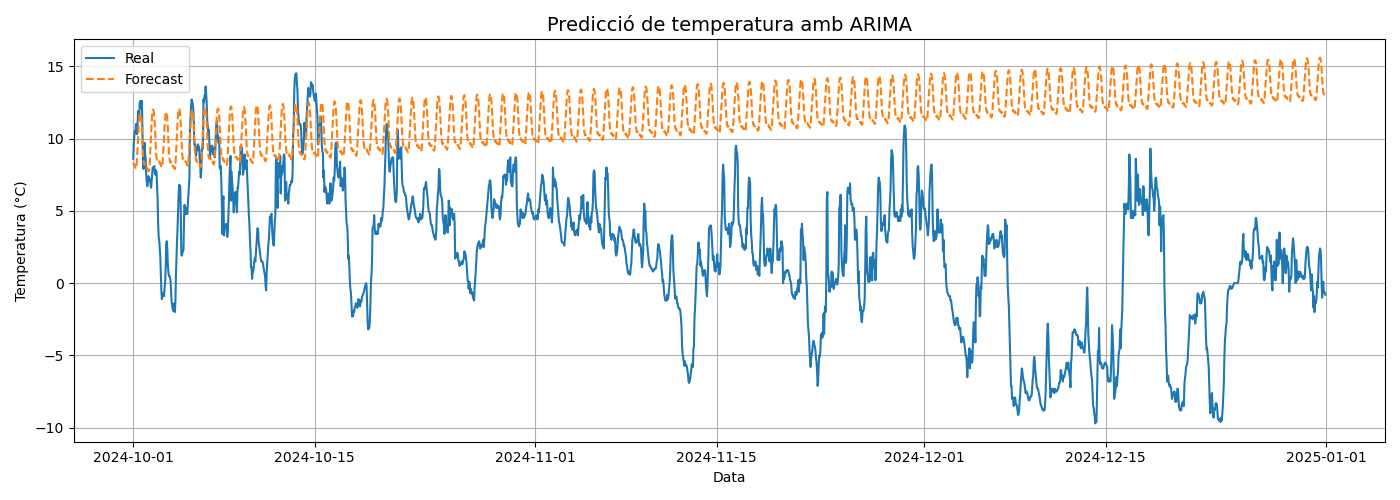 Predicció de temperatura amb ARIMA
Real
Forecast
Temperatura (°C)
15
10
5
0
−5
−10
2024-10-01
2024-10-15
2024-11-01
2024-11-15
2024-12-01
2024-12-15
2025-01-01
Data